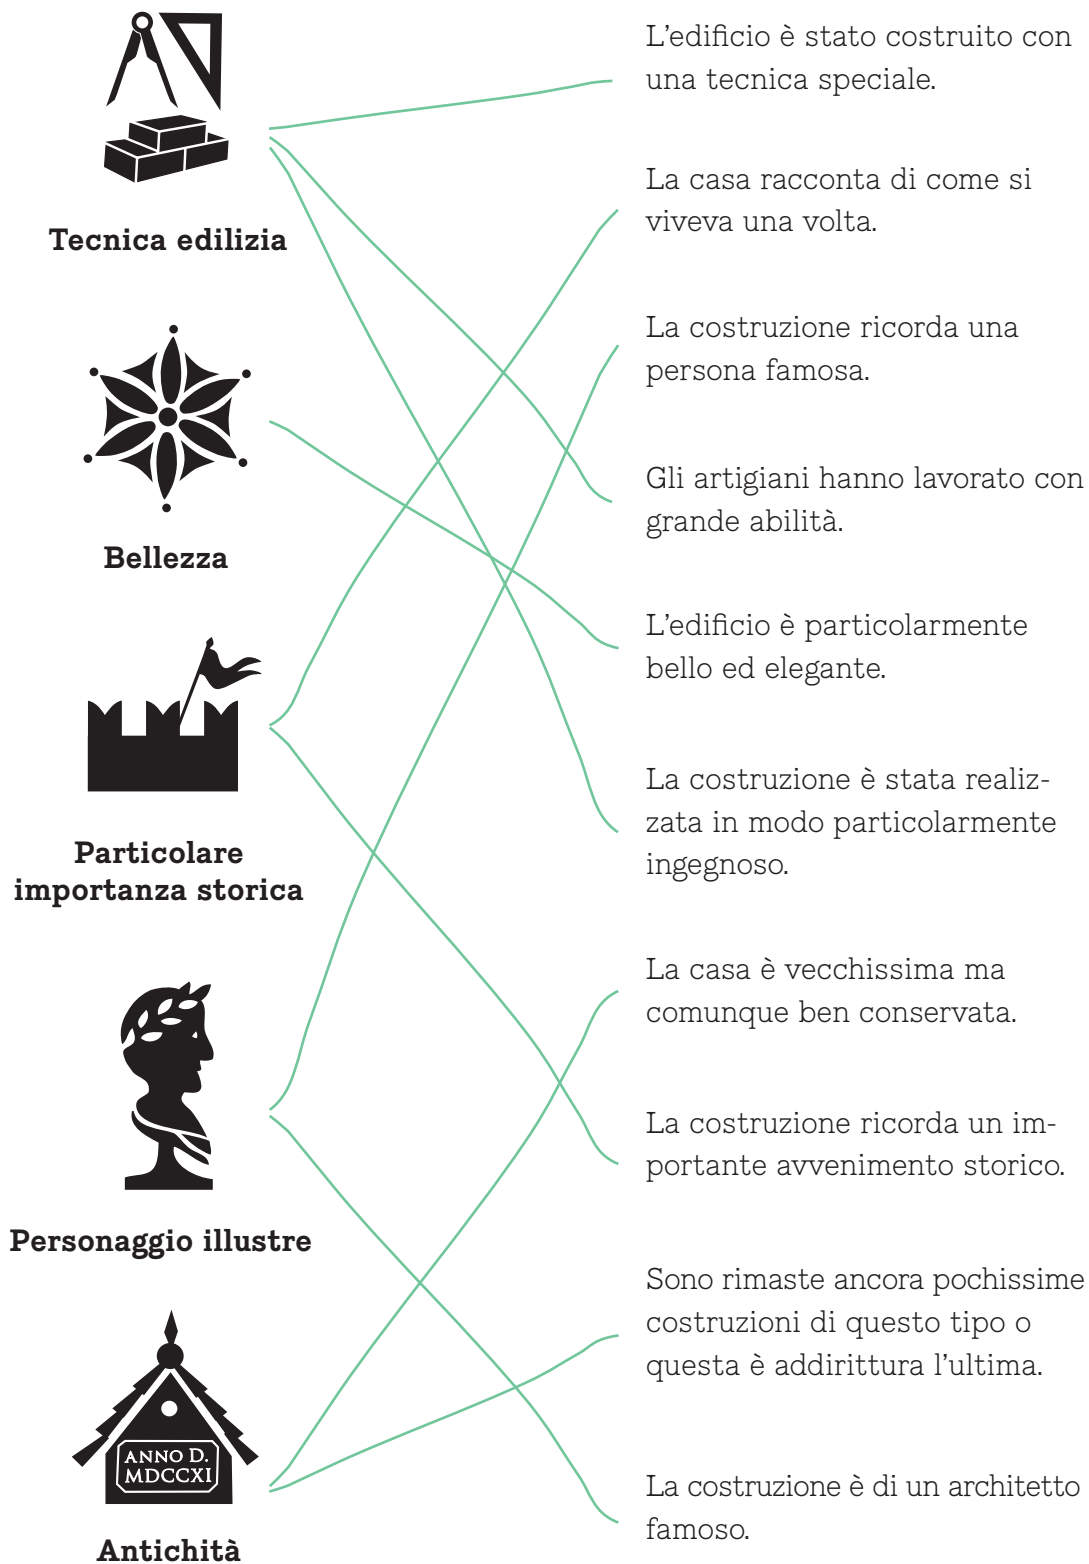 L’edificio è stato costruito con
una tecnica speciale.
Tecnica edilizia
La casa racconta di come si
viveva una volta.
La costruzione ricorda una
persona famosa.
Bellezza
Gli artigiani hanno lavorato con
grande abilità.
L’edificio è particolarmente
bello ed elegante.
Particolare
importanza storica
La costruzione è stata realiz-
zata in modo particolarmente
ingegnoso.
La casa è vecchissima ma
comunque ben conservata.
Personaggio illustre
La costruzione ricorda un im-
portante avvenimento storico.
Sono rimaste ancora pochissime
costruzioni di questo tipo o
questa è addirittura l’ultima.
ANNO D.
MDCCXI
Antichità
La costruzione è di un architetto
famoso.